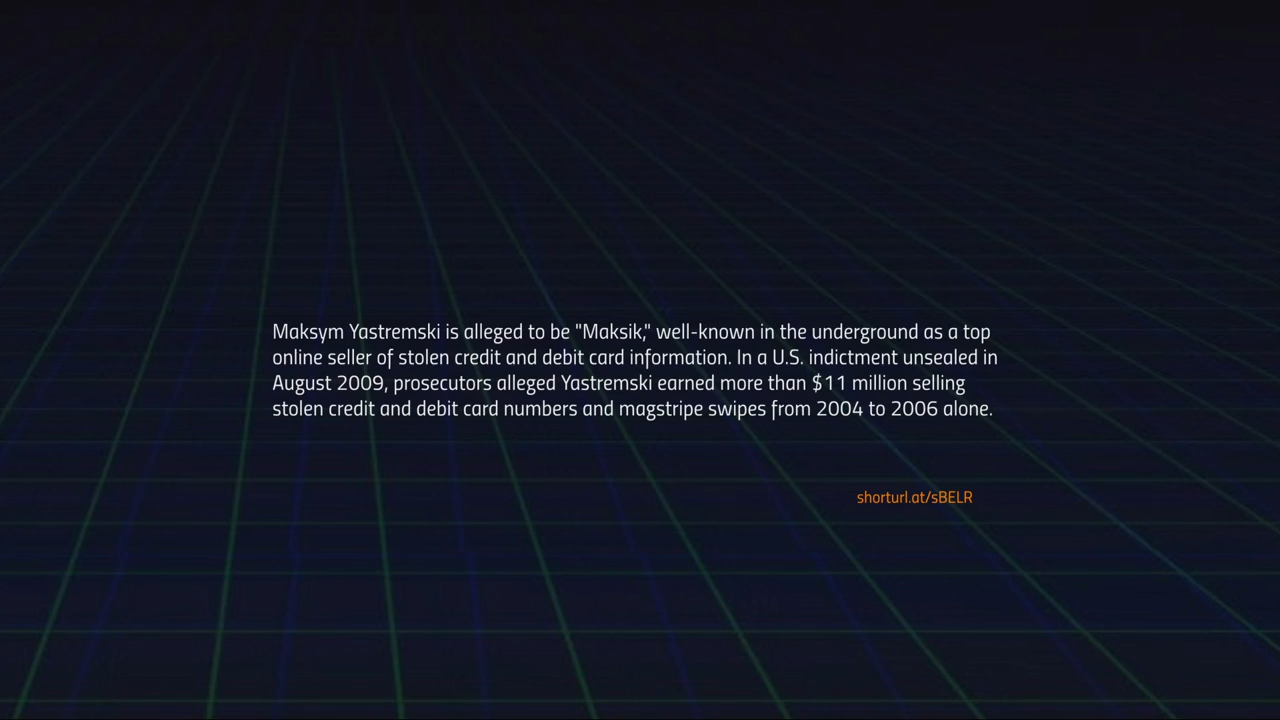 Maksym Yastremski is alleged to be "Maksik," well-known in the underground as a top
online seller of stolen credit and debit card information. In a U.S. indictment unsealed in
August 2009, prosecutors alleged Yastremski earned more than $11 million selling
stolen credit and debit card numbers and magstripe swipes from 2004 to 2006 alone.
shorturl.at/sBELR